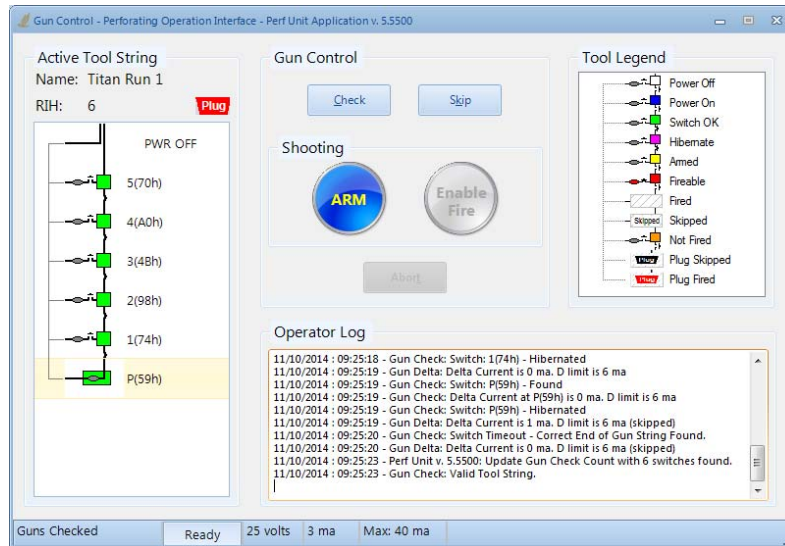 Gun Control - Perforating Operation Interface - Perf Unit Application v. 5.5500
Active Tool String
Name: Titan Run 1
RIH: 6
Plug
PWR OFF
5(70h)
4(A0h)
3(4Bh)
2(98h)
1(74h)
P(59h)
Gun Control
Check
Skip
Shooting
ARM
Enable
Fire
Abort
Tool Legend
Power Off
Power On
Switch OK
Hibernate
Armed
Fireable
Fired
Skipped Skipped
Not Fired
Plug Plug Skipped
Plug Plug Fired
Operator Log
11/10/2014 : 09:25:18 - Gun Check: Switch: 1(74h) - Hibernated
11/10/2014 : 09:25:19 - Gun Delta: Delta Current is 0 ma. D limit is 6 ma
11/10/2014 : 09:25:19 - Gun Check: Switch: P(59h) - Found
11/10/2014 : 09:25:19 - Gun Check: Delta Current at P(59h) is 0 ma. D limit is 6 ma
11/10/2014 : 09:25:19 - Gun Check: Switch: P(59h) - Hibernated
11/10/2014 : 09:25:19 - Gun Delta: Delta Current is 1 ma. D limit is 6 ma (skipped)
11/10/2014 : 09:25:20 - Gun Check: Switch Timeout - Correct End of Gun String Found.
11/10/2014 : 09:25:20 - Gun Delta: Delta Current is 0 ma. D limit is 6 ma (skipped)
11/10/2014 : 09:25:23 - Perf Unit v. 5.5500: Update Gun Check Count with 6 switches found.
11/10/2014 : 09:25:23 - Gun Check: Valid Tool String.
Guns Checked
Ready
25 volts
3 ma
Max: 40 ma